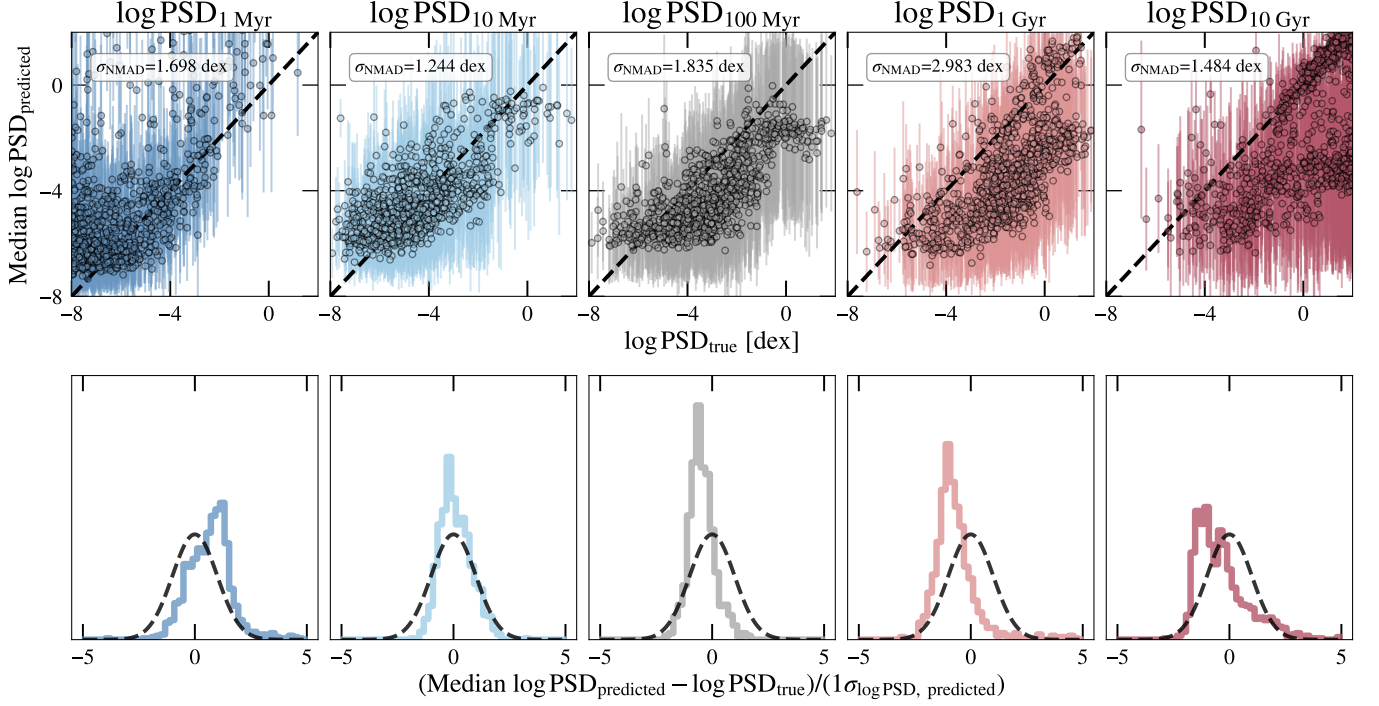 log PSD1 Myr log PSD10 Myr log PSD100 Myr log PSD1 Gyr log PSD10 Gyr
σNMAD=1.698 dex σNMAD=1.244 dex σNMAD=1.835 dex σNMAD=2.983 dex σNMAD=1.484 dex
Median log PSDpredicted
0
−4
−8
−8 −4 0 −8 −4 0 −8 −4 0 −8 −4 0 −8 −4 0
log PSDtrue [dex]
−5 0 5 −5 0 5 −5 0 5 −5 0 5 −5 0 5
(Median log PSDpredicted − log PSDtrue)/(1σlog PSD, predicted)